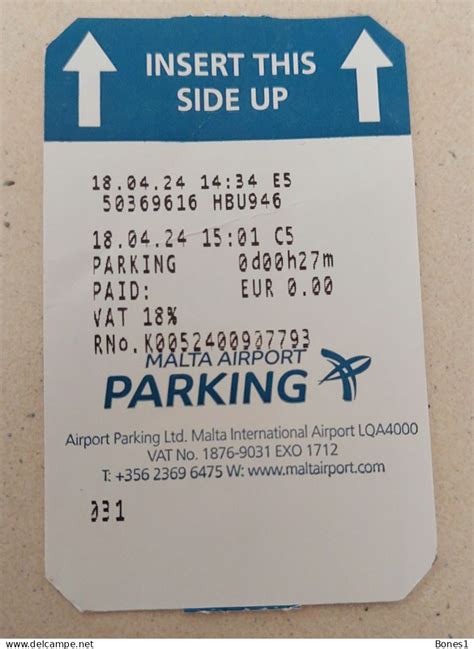 INSERT THIS
SIDE UP
18.04.24 14:34 E5
50369616 HBU946
18.04.24 15:01 C5
PARKING 0d00h27m
PAID: EUR 0.00
VAT 18%
RNo. K0052400907793
MALTA AIRPORT
PARKING
Airport Parking Ltd. Malta International Airport LQA4000
VAT No. 1876-9031 EXO 1712
T: +356 2369 6475 W: www.maltairport.com
031
www.delcampe.net
Bones1